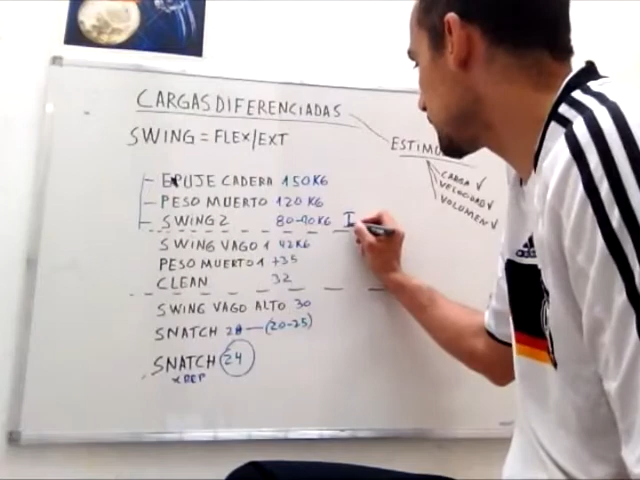 CARGAS DIFERENCIADAS
SWING = FLEX/EXT
ESTIMU
CARGA ✓
VELOCIDAD ✓
VOLUMEN ✓
EPUJE CADERA 150KG
PESO MUERTO 120 KG
SWING 2 80-90KG I
SWING VAGO 1 42KG
PESO MUERTO 1 +35
CLEAN 32
SWING VAGO ALTO 30
SNATCH 28 — (20-25)
SNATCH 24
x REP
adidas